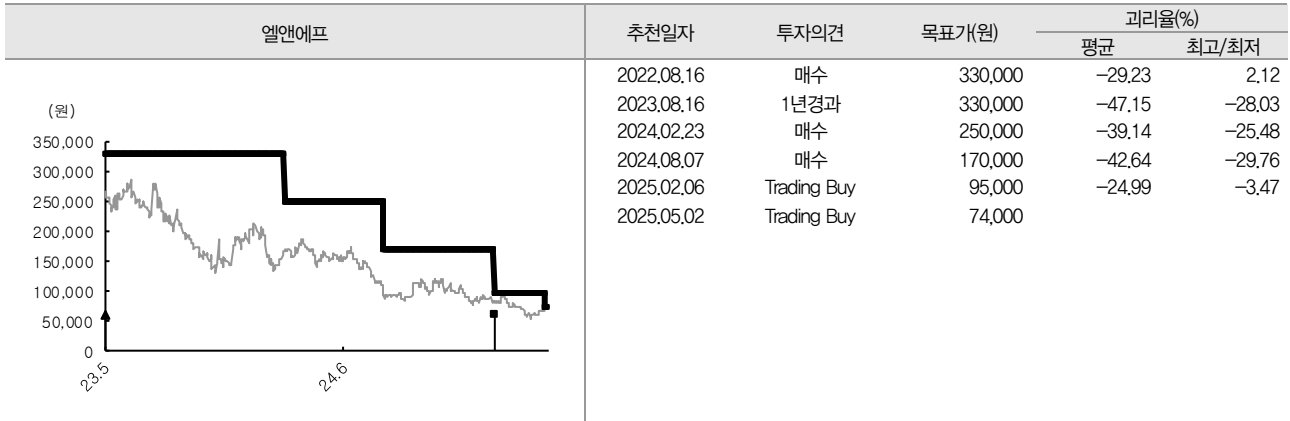 엘앤에프 추천일자 투자의견 목표가(원) 괴리율(%)
평균 최고/최저
2022.08.16 매수 330,000 −29.23 2.12
2023.08.16 1년경과 330,000 −47.15 −28.03
2024.02.23 매수 250,000 −39.14 −25.48
2024.08.07 매수 170,000 −42.64 −29.76
2025.02.06 Trading Buy 95,000 −24.99 −3.47
2025.05.02 Trading Buy 74,000
(원)
350,000
300,000
250,000
200,000
150,000
100,000
50,000
0
23.5 24.6